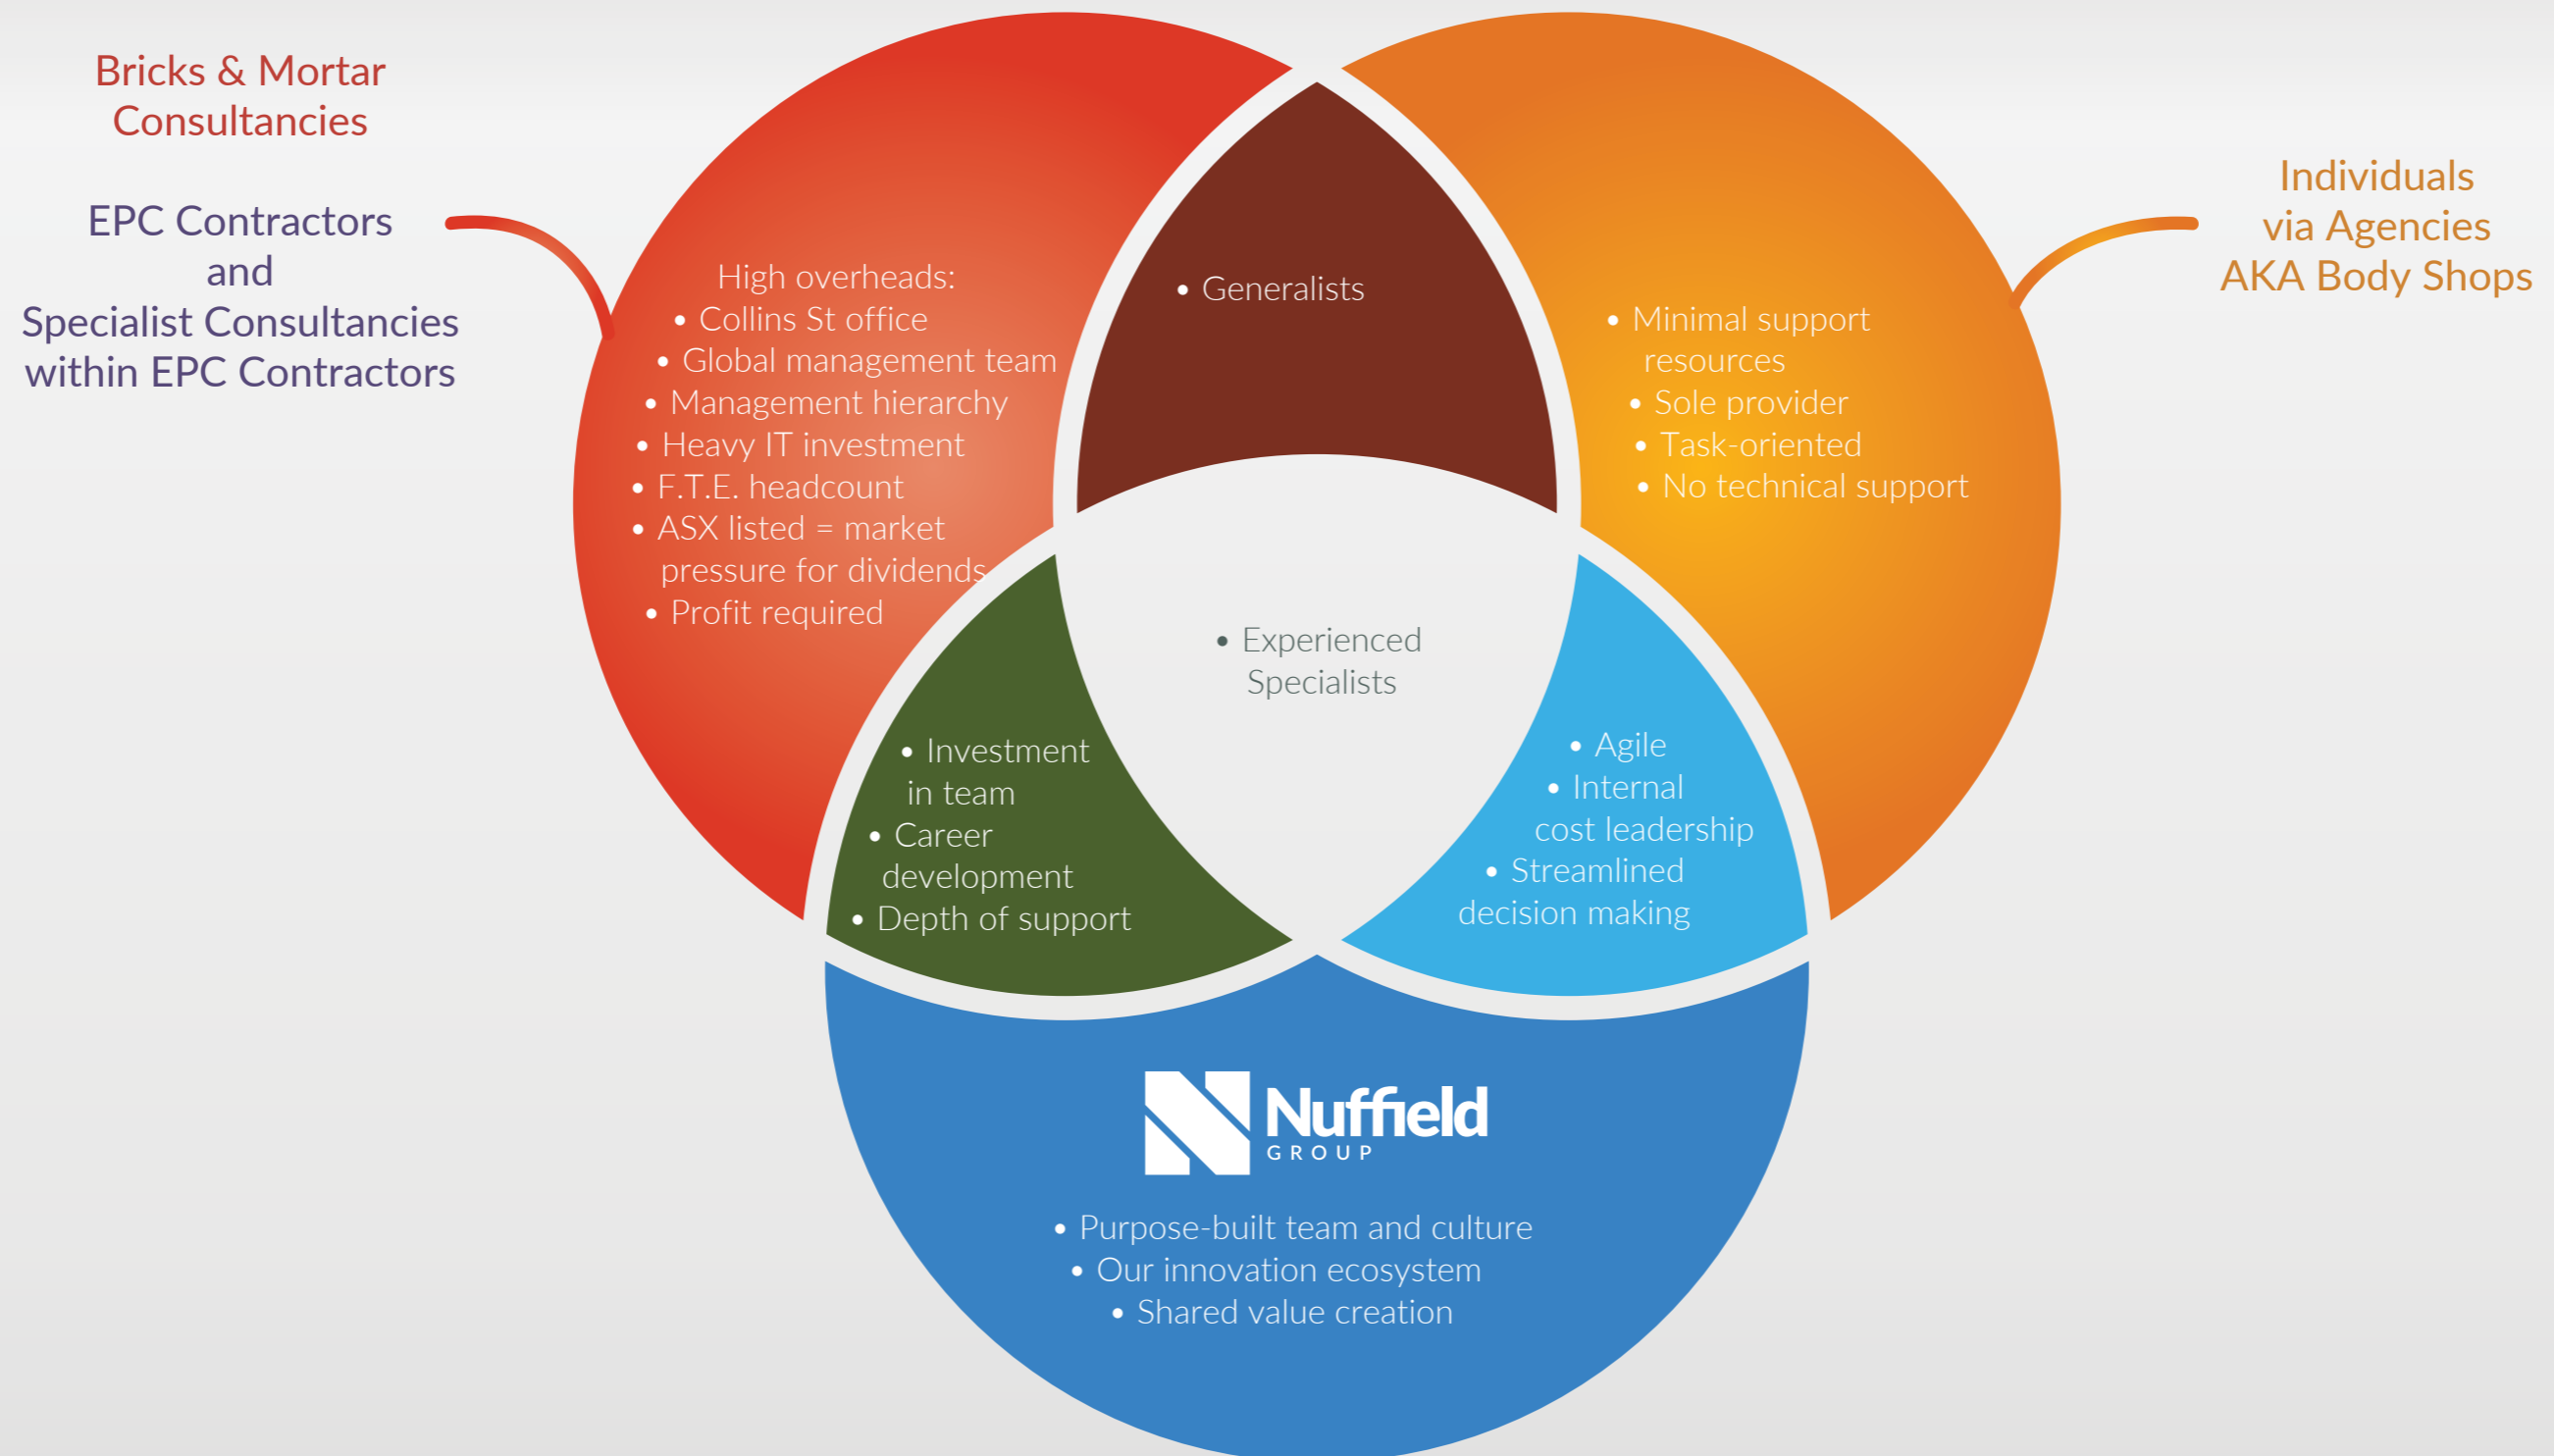 Bricks & Mortar
Consultancies
EPC Contractors
and
Specialist Consultancies
within EPC Contractors
Individuals
via Agencies
AKA Body Shops
High overheads:
• Collins St office
• Global management team
• Management hierarchy
• Heavy IT investment
• F.T.E. headcount
• ASX listed = market
pressure for dividends
• Profit required
• Generalists
• Minimal support
resources
• Sole provider
• Task-oriented
• No technical support
• Experienced
Specialists
• Investment
in team
• Career
development
• Depth of support
• Agile
• Internal
cost leadership
• Streamlined
decision making
Nuffield
GROUP
• Purpose-built team and culture
• Our innovation ecosystem
• Shared value creation